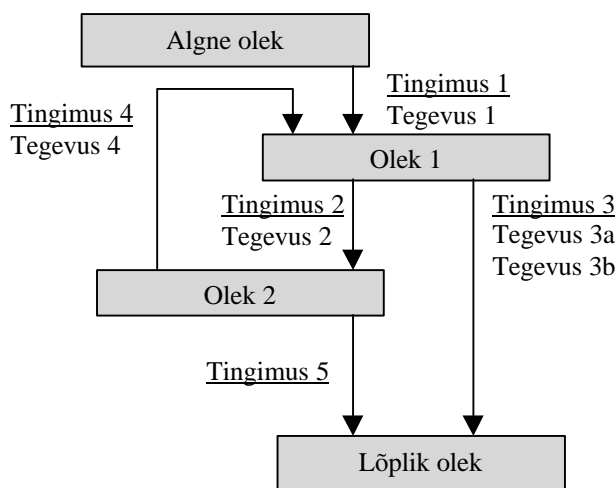 Algne olek
Tingimus 1
Tegevus 1
Tingimus 4
Tegevus 4
Olek 1
Tingimus 2
Tegevus 2
Tingimus 3
Tegevus 3a
Tegevus 3b
Olek 2
Tingimus 5
Lõplik olek